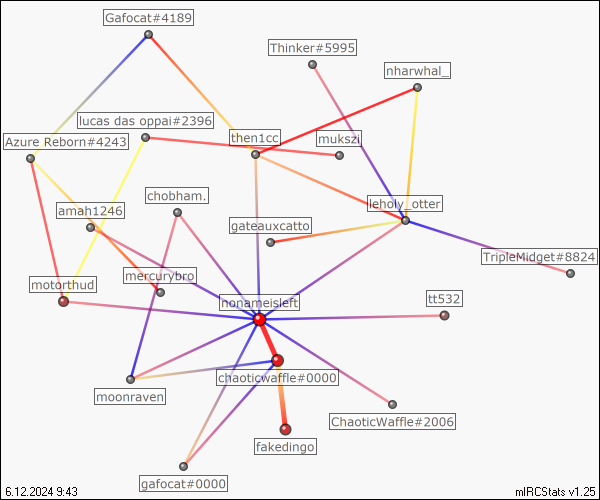 Gafocat#4189
Thinker#5995
nharwhal_
lucas das oppai#2396
Azure Reborn#4243
then1cc
mukszi
chobham.
leholy_otter
amah1246
gateauxcatto
TripleMidget#8824
mercurybro
motorthud
nonameisleft
tt532
chaoticwaffle#0000
moonraven
ChaoticWaffle#2006
fakedingo
gafocat#0000
6.12.2024 9:43
mIRCStats v1.25